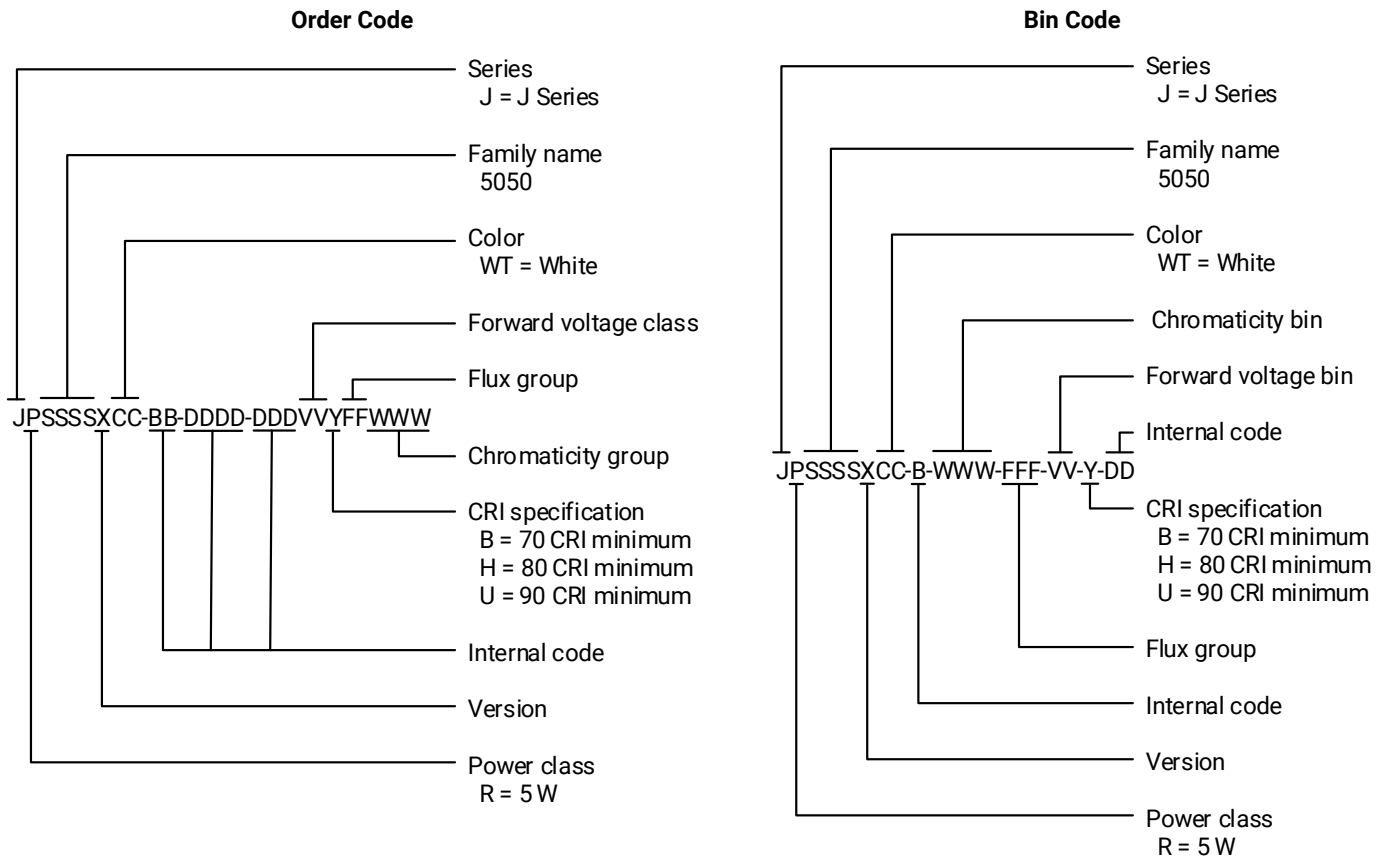 Order Code
Series
J = J Series
Family name
5050
Color
WT = White
Forward voltage class
Flux group
JPSSSSXCC-BB-DDDD-DDDVVYFFWWW
Chromaticity group
CRI specification
B = 70 CRI minimum
H = 80 CRI minimum
U = 90 CRI minimum
Internal code
Version
Power class
R = 5 W
Bin Code
Series
J = J Series
Family name
5050
Color
WT = White
Chromaticity bin
Forward voltage bin
Internal code
JPSSSSXCC-B-WWW-FFF-VV-Y-DD
CRI specification
B = 70 CRI minimum
H = 80 CRI minimum
U = 90 CRI minimum
Flux group
Internal code
Version
Power class
R = 5 W